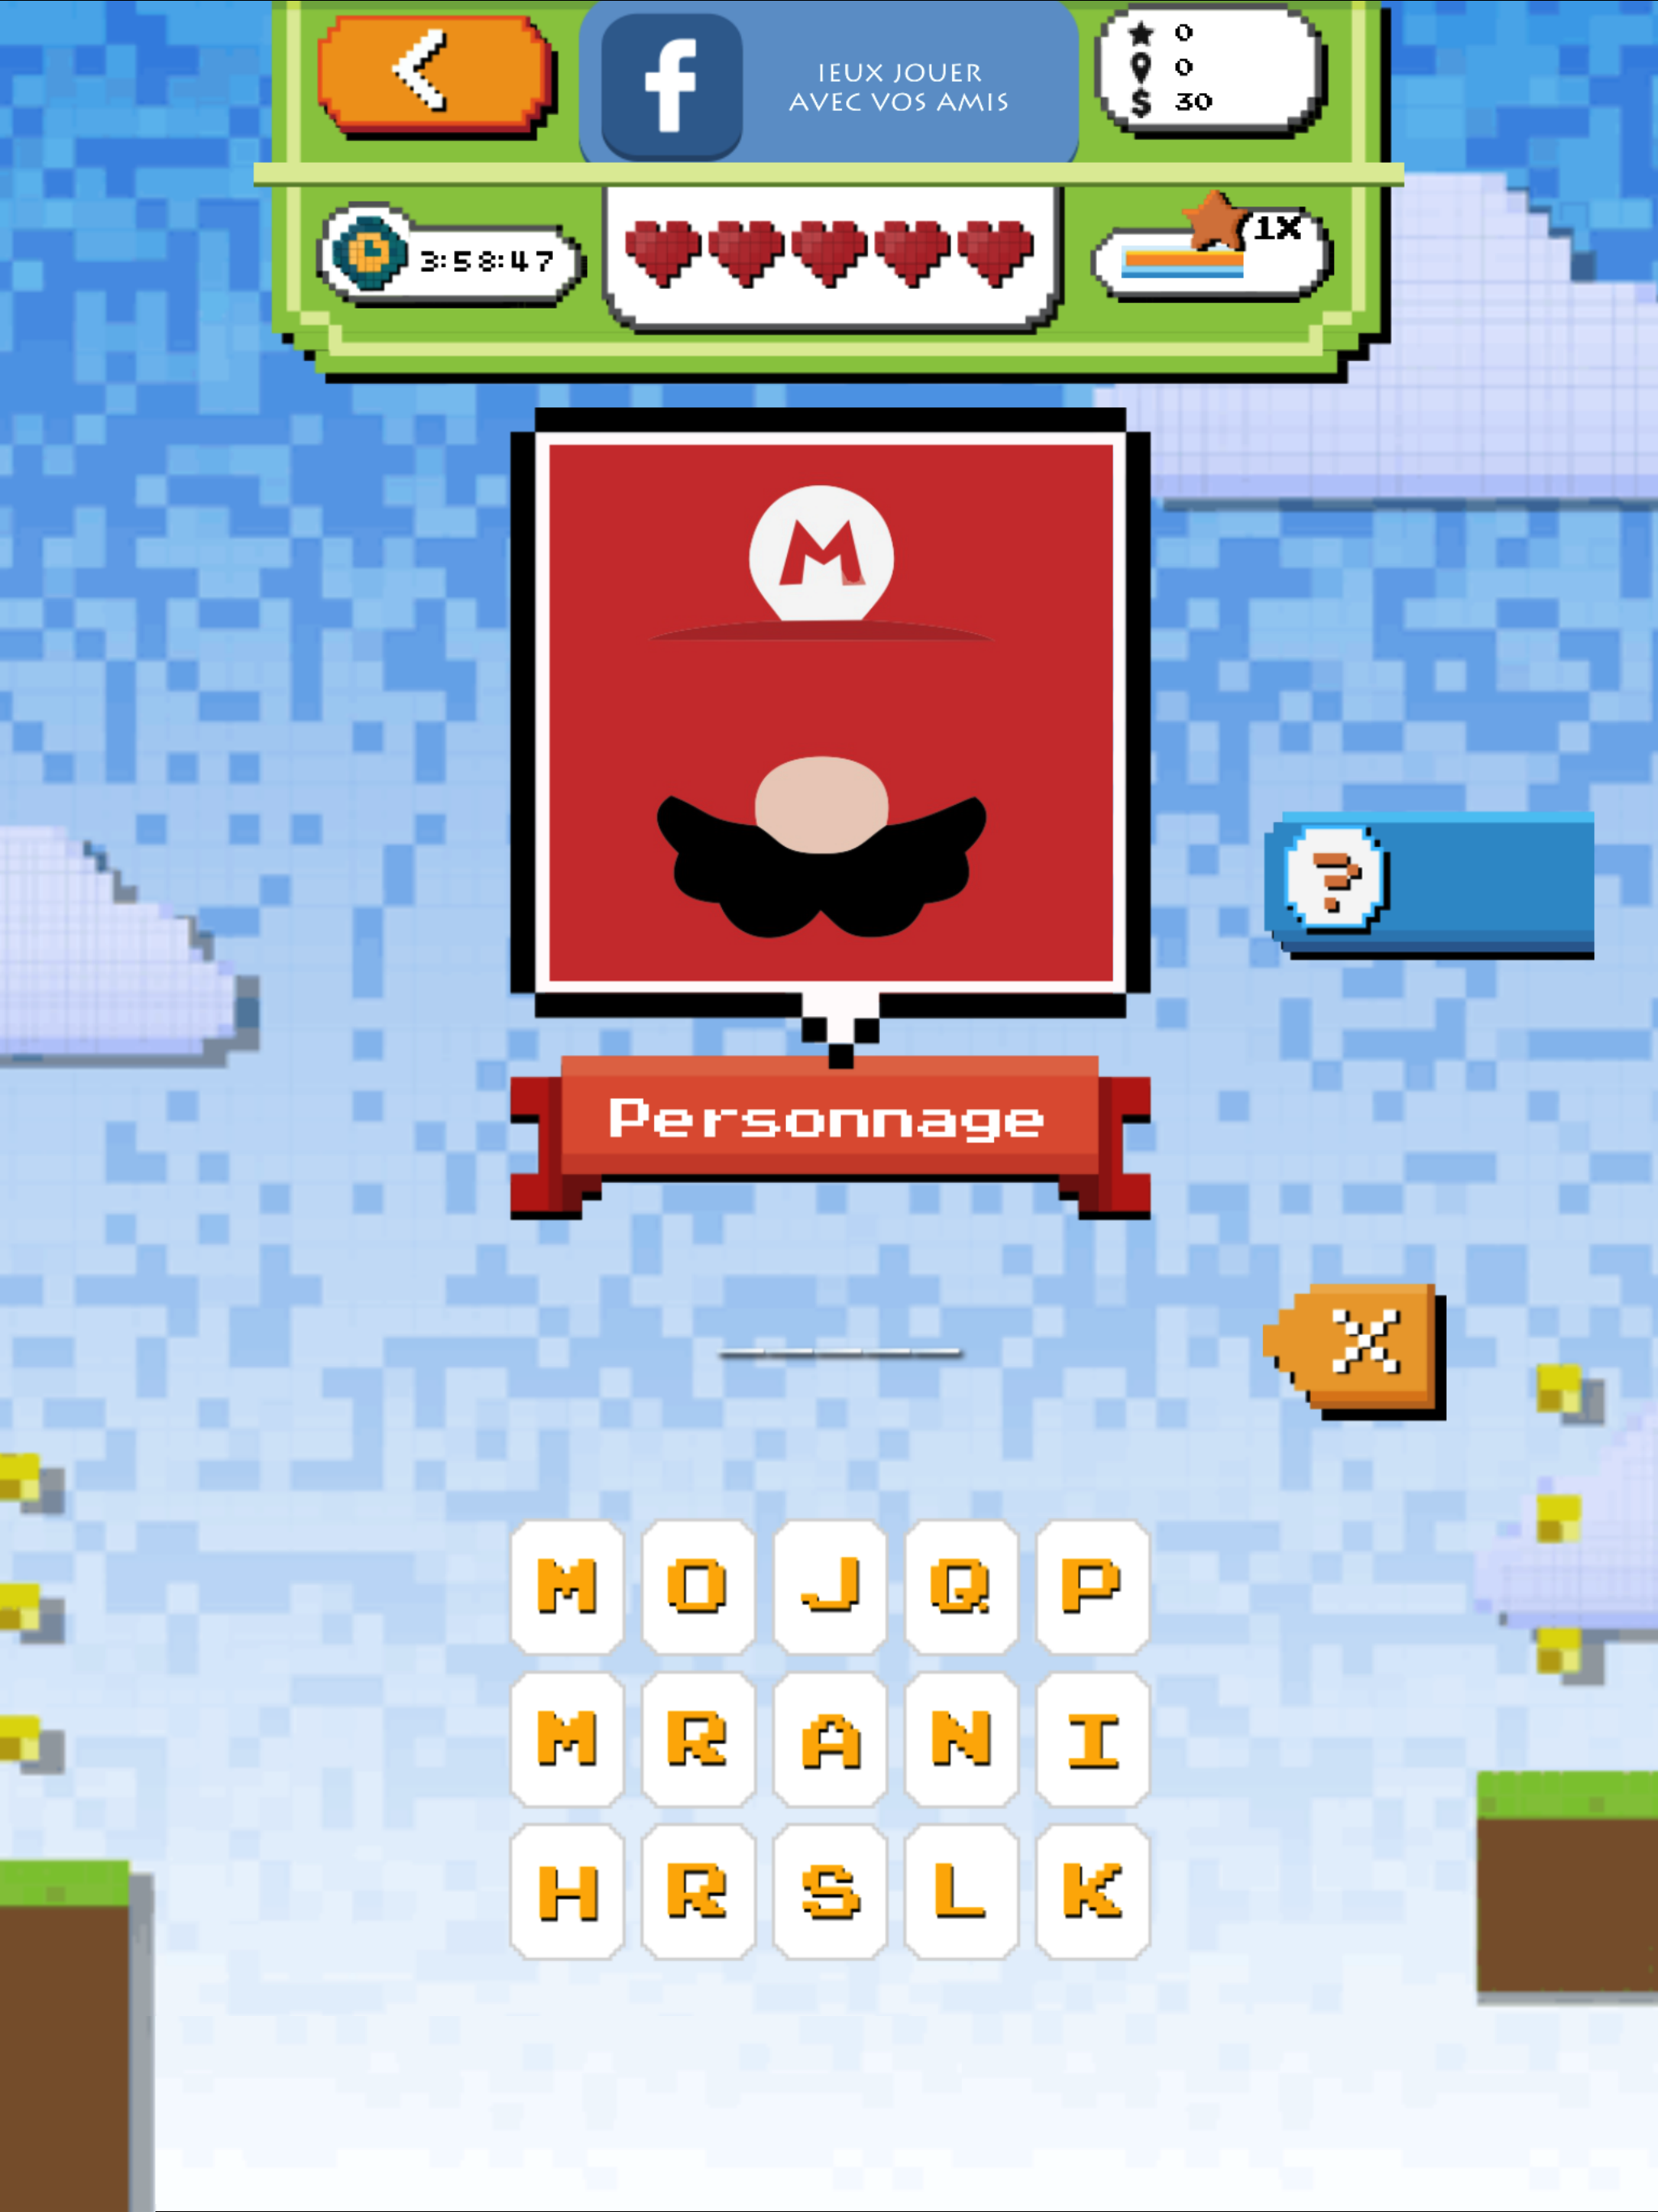 f
IEUX JOUER
AVEC VOS AMIS
0
0
$ 30
3:58:47
1X
M
?
Personnage
X
M O J Q P
M R A N I
H R S L K